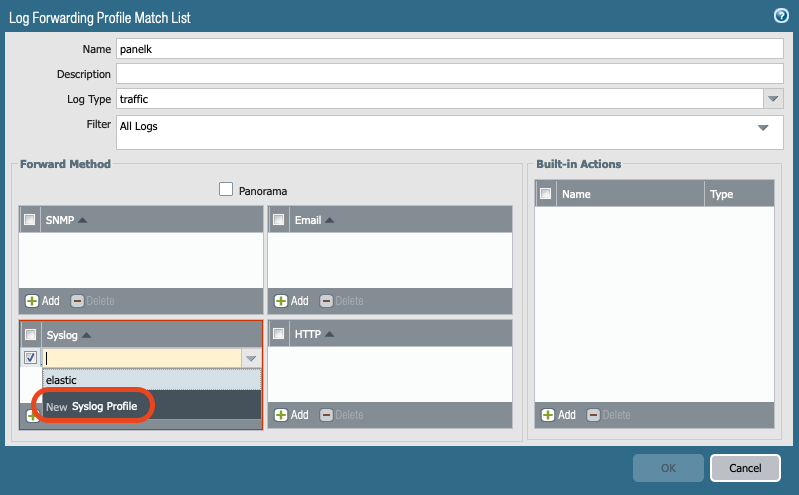 Log Forwarding Profile Match List
Name panelk
Description
Log Type traffic
Filter All Logs
Forward Method
Panorama
SNMP
Add Delete
Email
Add Delete
Syslog
elastic
New Syslog Profile
HTTP
Add Delete
Built-in Actions
Name Type
Add Delete
OK Cancel